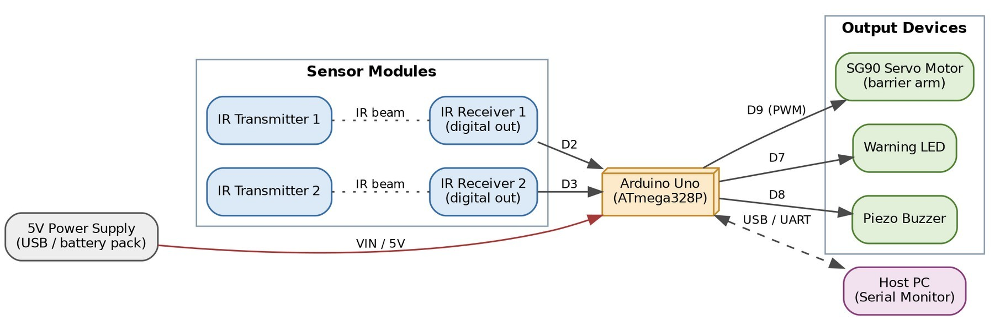 Output Devices
SG90 Servo Motor
(barrier arm)
Sensor Modules
IR Transmitter 1
IR beam
IR Receiver 1
(digital out)
D9 (PWM)
D2
Warning LED
D7
IR Transmitter 2
IR beam
IR Receiver 2
(digital out)
D3
Arduino Uno
(ATmega328P)
D8
Piezo Buzzer
USB / UART
5V Power Supply
(USB / battery pack)
VIN / 5V
Host PC
(Serial Monitor)